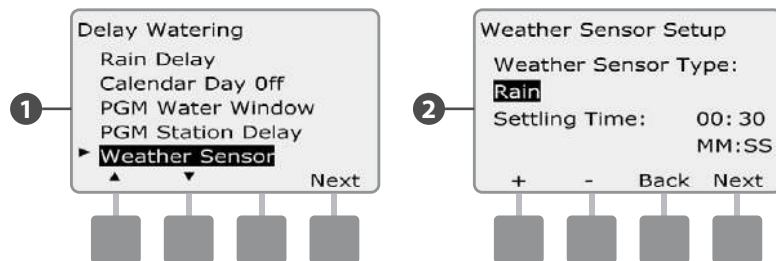 1
Delay Watering
Rain Delay
Calendar Day Off
PGM Water Window
PGM Station Delay
► Weather Sensor
▲ ▼ Next
2
Weather Sensor Setup
Weather Sensor Type:
Rain
Settling Time: 00: 30
MM:SS
+ - Back Next